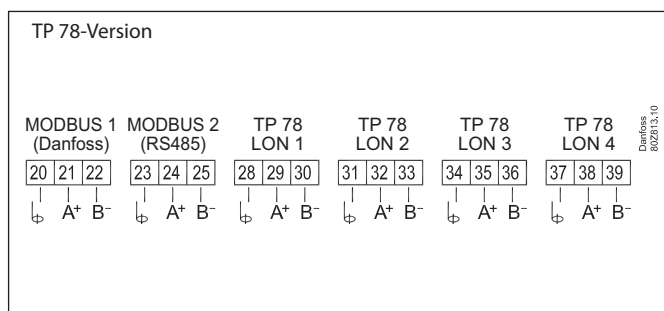 TP 78-Version
MODBUS 1
(Danfoss)
MODBUS 2
(RS485)
TP 78
LON 1
TP 78
LON 2
TP 78
LON 3
TP 78
LON 4
Danfoss
80Z813.10
20 21 22
23 24 25
28 29 30
31 32 33
34 35 36
37 38 39
A+ B-
A+ B-
A+ B-
A+ B-
A+ B-
A+ B-